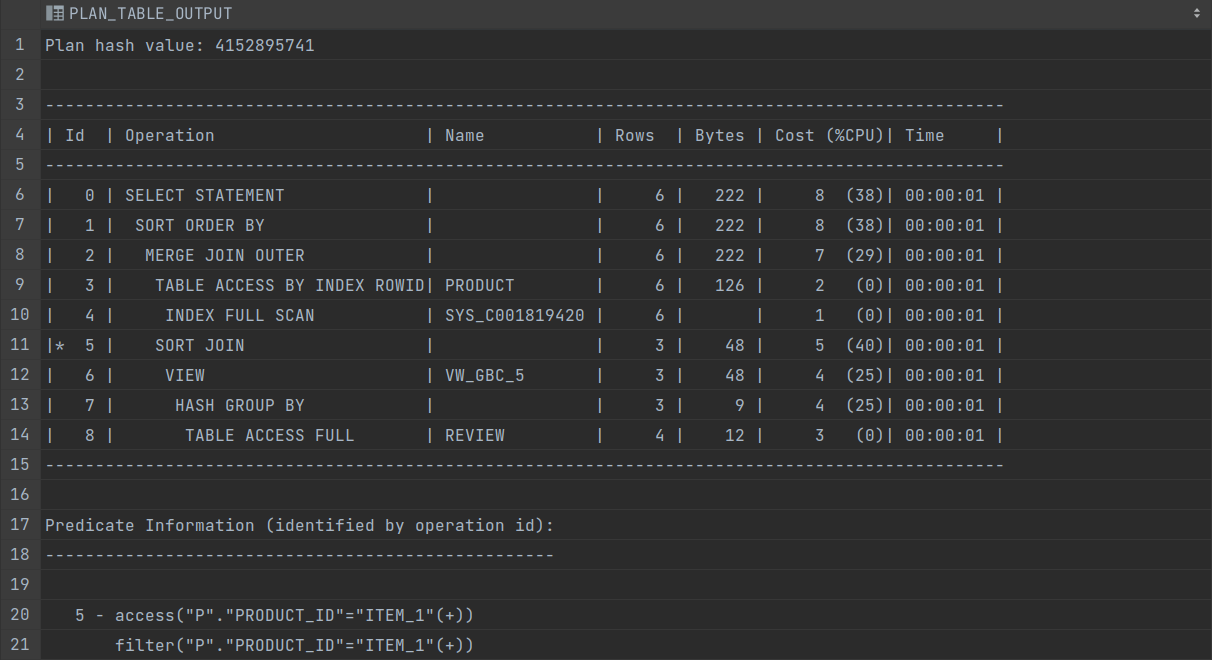 PLAN_TABLE_OUTPUT
1 Plan hash value: 4152895741
2
3 ------------------------------------------------------------------------------------------------
4 | Id  | Operation                     | Name           | Rows  | Bytes | Cost (%CPU)| Time     |
5 ------------------------------------------------------------------------------------------------
6 |   0 | SELECT STATEMENT              |                |     6 |   222 |     8  (38)| 00:00:01 |
7 |   1 |  SORT ORDER BY                |                |     6 |   222 |     8  (38)| 00:00:01 |
8 |   2 |   MERGE JOIN OUTER            |                |     6 |   222 |     7  (29)| 00:00:01 |
9 |   3 |    TABLE ACCESS BY INDEX ROWID| PRODUCT        |     6 |   126 |     2   (0)| 00:00:01 |
10 |   4 |     INDEX FULL SCAN           | SYS_C001819420 |     6 |       |     1   (0)| 00:00:01 |
11 |*  5 |    SORT JOIN                  |                |     3 |    48 |     5  (40)| 00:00:01 |
12 |   6 |     VIEW                      | VW_GBC_5       |     3 |    48 |     4  (25)| 00:00:01 |
13 |   7 |      HASH GROUP BY            |                |     3 |     9 |     4  (25)| 00:00:01 |
14 |   8 |       TABLE ACCESS FULL       | REVIEW         |     4 |    12 |     3   (0)| 00:00:01 |
15 ------------------------------------------------------------------------------------------------
16
17 Predicate Information (identified by operation id):
18 ---------------------------------------------------
19
20    5 - access("P"."PRODUCT_ID"="ITEM_1"(+))
21        filter("P"."PRODUCT_ID"="ITEM_1"(+))